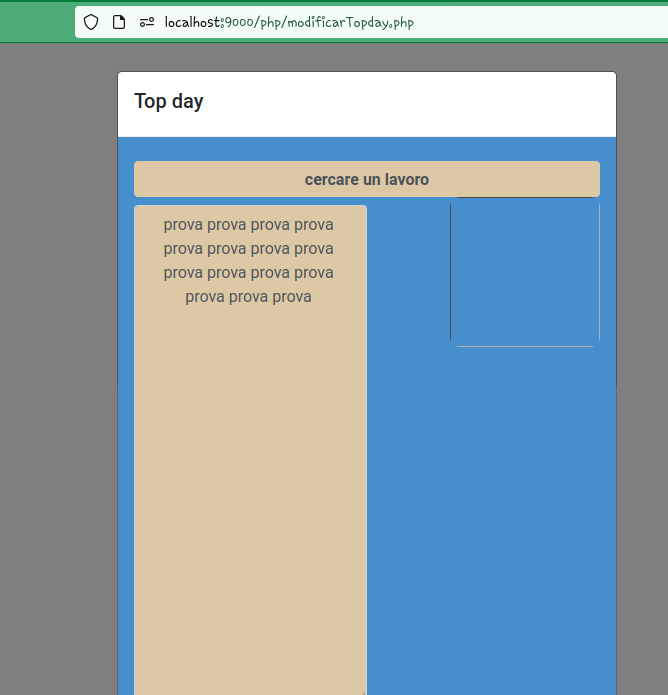 localhost:9000/php/modificarTopday.php
Top day
cercare un lavoro
prova prova prova prova
prova prova prova prova
prova prova prova prova
prova prova prova